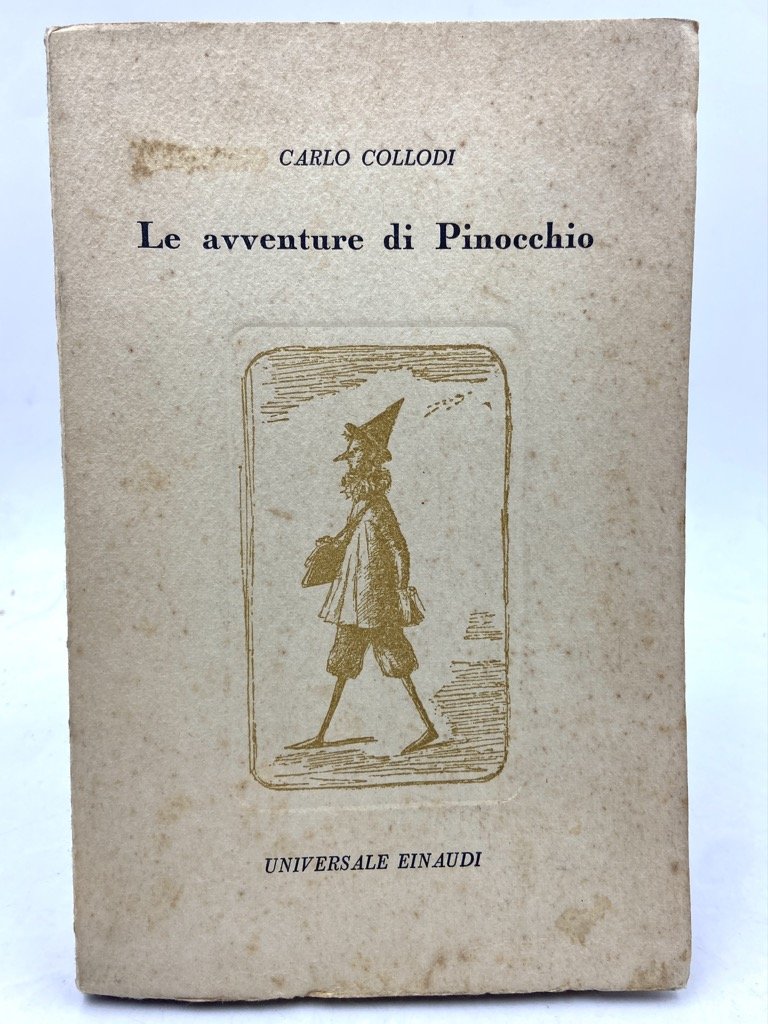 CARLO COLLODI
Le avventure di Pinocchio
UNIVERSALE EINAUDI